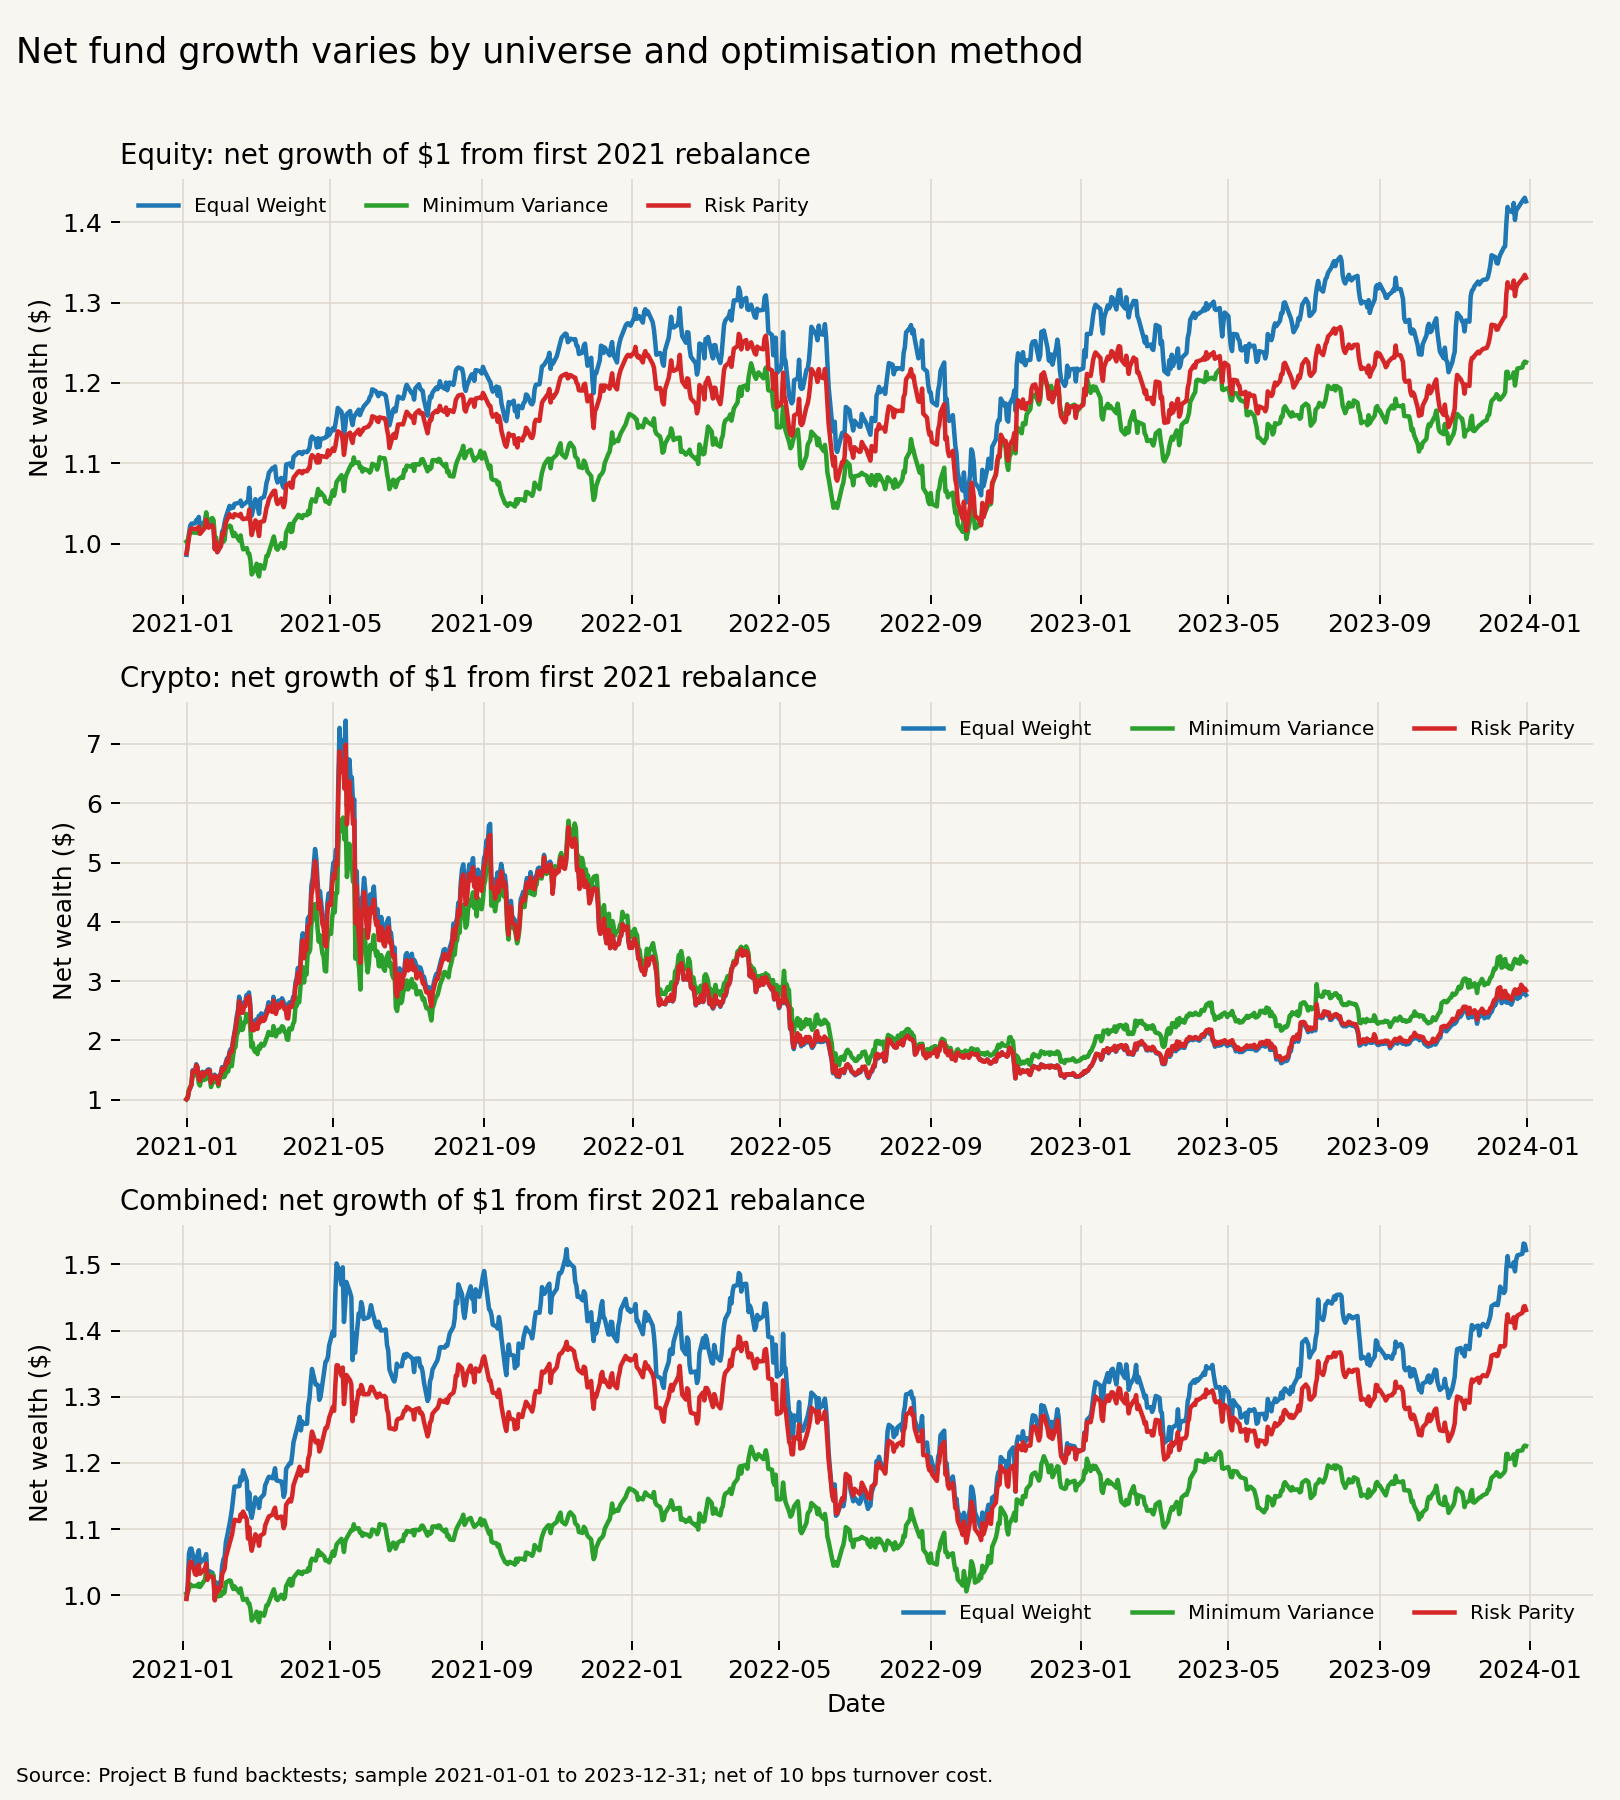 Net fund growth varies by universe and optimisation method
Equity: net growth of $1 from first 2021 rebalance
Equal Weight Minimum Variance Risk Parity
Net wealth ($)
1.4
1.3
1.2
1.1
1.0
2021-01 2021-05 2021-09 2022-01 2022-05 2022-09 2023-01 2023-05 2023-09 2024-01
Crypto: net growth of $1 from first 2021 rebalance
Equal Weight Minimum Variance Risk Parity
Net wealth ($)
7
6
5
4
3
2
1
2021-01 2021-05 2021-09 2022-01 2022-05 2022-09 2023-01 2023-05 2023-09 2024-01
Combined: net growth of $1 from first 2021 rebalance
Net wealth ($)
1.5
1.4
1.3
1.2
1.1
1.0
Equal Weight Minimum Variance Risk Parity
2021-01 2021-05 2021-09 2022-01 2022-05 2022-09 2023-01 2023-05 2023-09 2024-01
Date
Source: Project B fund backtests; sample 2021-01-01 to 2023-12-31; net of 10 bps turnover cost.